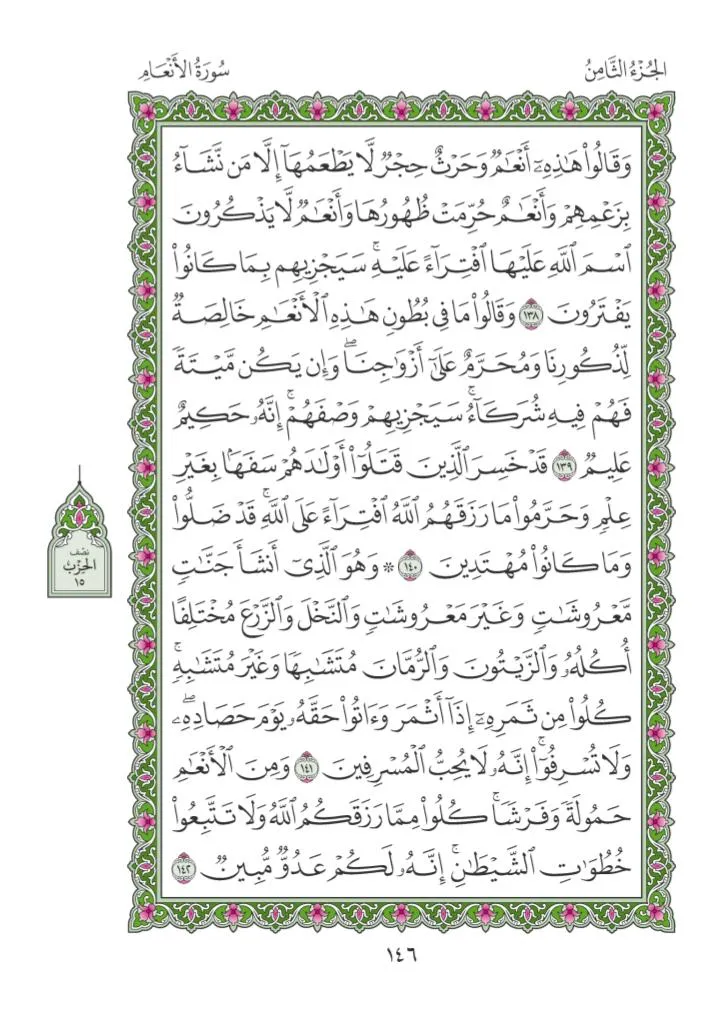 الجُزْءُ الثَّامِنُ
سُورَةُ الأَنْعَامِ
وَقَالُواْ هَٰذِهِۦٓ أَنْعَٰمٞ وَحَرْثٌ حِجْرٞ لَّا يَطْعَمُهَآ إِلَّا مَن نَّشَآءُ
بِزَعْمِهِمْ وَأَنْعَٰمٌ حُرِّمَتْ ظُهُورُهَا وَأَنْعَٰمٞ لَّا يَذْكُرُونَ
ٱسْمَ ٱللَّهِ عَلَيْهَا ٱفْتِرَآءً عَلَيْهِۚ سَيَجْزِيهِم بِمَا كَانُواْ
يَفْتَرُونَ ١٣٨ وَقَالُواْ مَا فِي بُطُونِ هَٰذِهِ ٱلْأَنْعَٰمِ خَالِصَةٞ
لِّذُكُورِنَا وَمُحَرَّمٌ عَلَىٰٓ أَزْوَٰجِنَاۖ وَإِن يَكُن مَّيْتَةٗ
فَهُمْ فِيهِ شُرَكَآءُۚ سَيَجْزِيهِمْ وَصْفَهُمْۚ إِنَّهُۥ حَكِيمٌ
عَلِيمٞ ١٣٩ قَدْ خَسِرَ ٱلَّذِينَ قَتَلُوٓاْ أَوْلَٰدَهُمْ سَفَهَۢا بِغَيْرِ
عِلْمٖ وَحَرَّمُواْ مَا رَزَقَهُمُ ٱللَّهُ ٱفْتِرَآءً عَلَى ٱللَّهِۚ قَدْ ضَلُّواْ
وَمَا كَانُواْ مُهْتَدِينَ ١٤٠ ۞ وَهُوَ ٱلَّذِيٓ أَنشَأَ جَنَّٰتٖ
مَّعْرُوشَٰتٖ وَغَيْرَ مَعْرُوشَٰتٖ وَٱلنَّخْلَ وَٱلزَّرْعَ مُخْتَلِفًا
أُكُلُهُۥ وَٱلزَّيْتُونَ وَٱلرُّمَّانَ مُتَشَٰبِهٗا وَغَيْرَ مُتَشَٰبِهٖۚ
كُلُواْ مِن ثَمَرِهِۦٓ إِذَآ أَثْمَرَ وَءَاتُواْ حَقَّهُۥ يَوْمَ حَصَادِهِۦۖ
وَلَا تُسْرِفُوٓاْۚ إِنَّهُۥ لَا يُحِبُّ ٱلْمُسْرِفِينَ ١٤١ وَمِنَ ٱلْأَنْعَٰمِ
حَمُولَةٗ وَفَرْشٗاۚ كُلُواْ مِمَّا رَزَقَكُمُ ٱللَّهُ وَلَا تَتَّبِعُواْ
خُطُوَٰتِ ٱلشَّيْطَٰنِۚ إِنَّهُۥ لَكُمْ عَدُوّٞ مُّبِينٞ ١٤٢
نصف
الحزب
١٥
١٤٦